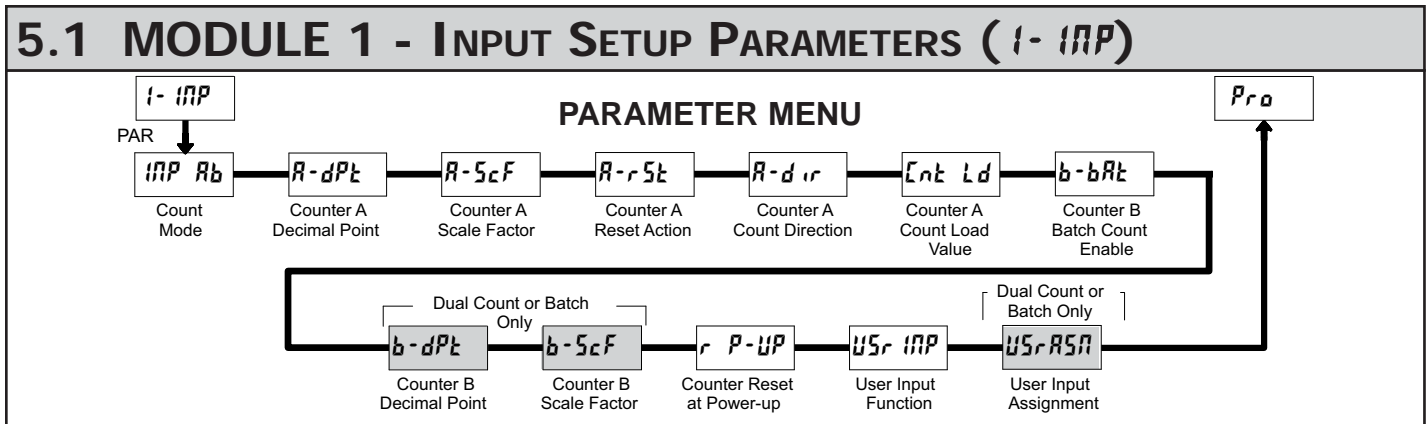 5.1 MODULE 1 - INPUT SETUP PARAMETERS (1- INP)
1- INP
PARAMETER MENU
Pro
PAR
INP Ab
A-dPt
A-ScF
A-rSt
A-dir
Cnt Ld
b-bAt
Count
Mode
Counter A
Decimal Point
Counter A
Scale Factor
Counter A
Reset Action
Counter A
Count Direction
Counter A
Count Load
Value
Counter B
Batch Count
Enable
Dual Count or Batch
Only
Dual Count or
Batch Only
b-dPt
b-ScF
r P-UP
USr INP
USrASN
Counter B
Decimal Point
Counter B
Scale Factor
Counter Reset
at Power-up
User Input
Function
User Input
Assignment